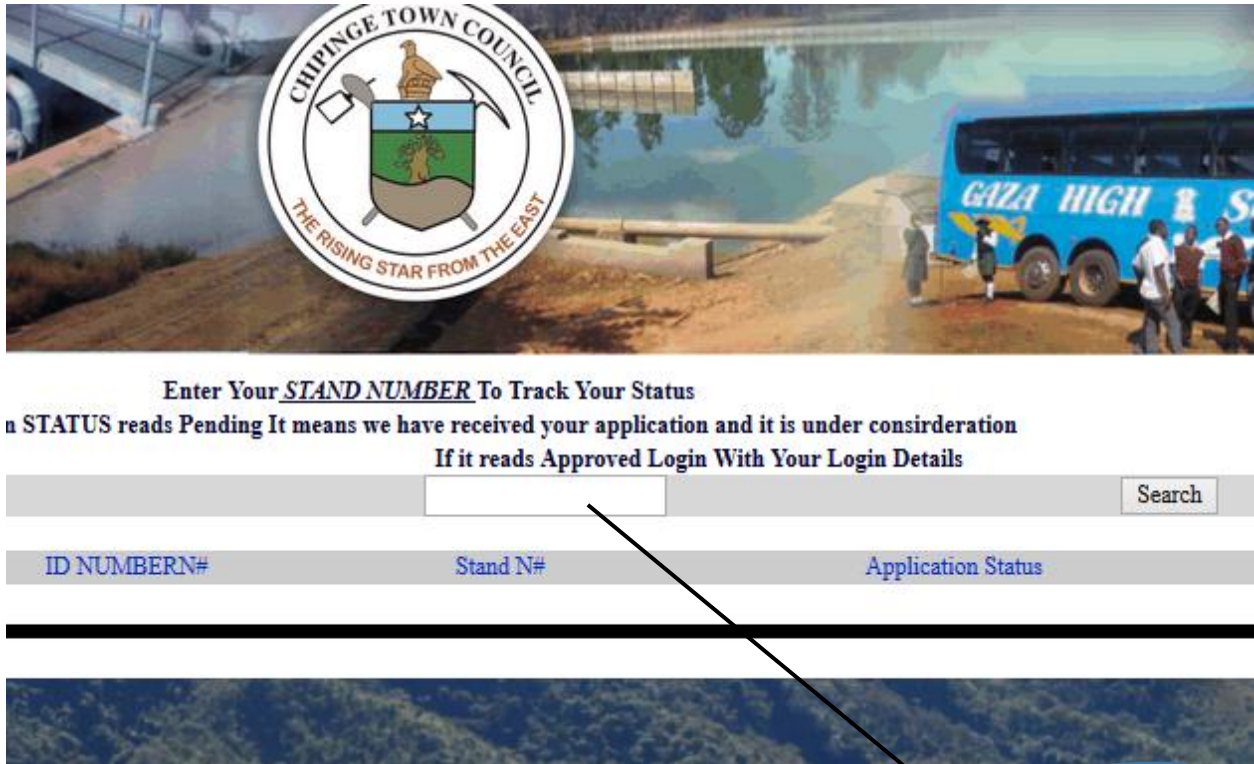 CHIPINGE TOWN COUNCIL
THE RISING STAR FROM THE EAST
GAZA HIGH S
Enter Your STAND NUMBER To Track Your Status
n STATUS reads Pending It means we have received your application and it is under consirderation
If it reads Approved Login With Your Login Details
Search
ID NUMBERN# Stand N# Application Status